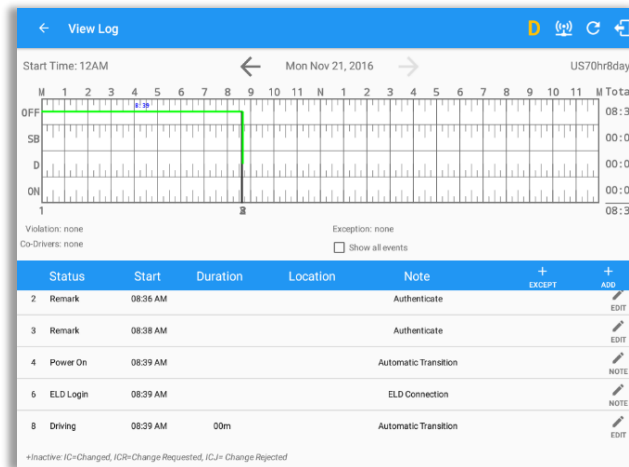 View Log D
Start Time: 12AM Mon Nov 21, 2016 US70hr8day
M 1 2 3 4 5 6 7 8 9 10 11 N 1 2 3 4 5 6 7 8 9 10 11 M Tota
8:39
OFF 08:3
SB 00:0
D 00:0
ON 00:0
1 08:3
Violation: none Exception: none
Co-Drivers: none Show all events
Status Start Duration Location Note + EXCEPT + ADD
2 Remark 08:36 AM Authenticate EDIT
3 Remark 08:38 AM Authenticate EDIT
4 Power On 08:39 AM Automatic Transition NOTE
6 ELD Login 08:39 AM ELD Connection NOTE
8 Driving 08:39 AM 00m Automatic Transition EDIT
+Inactive: IC=Changed, ICR=Change Requested, ICJ= Change Rejected